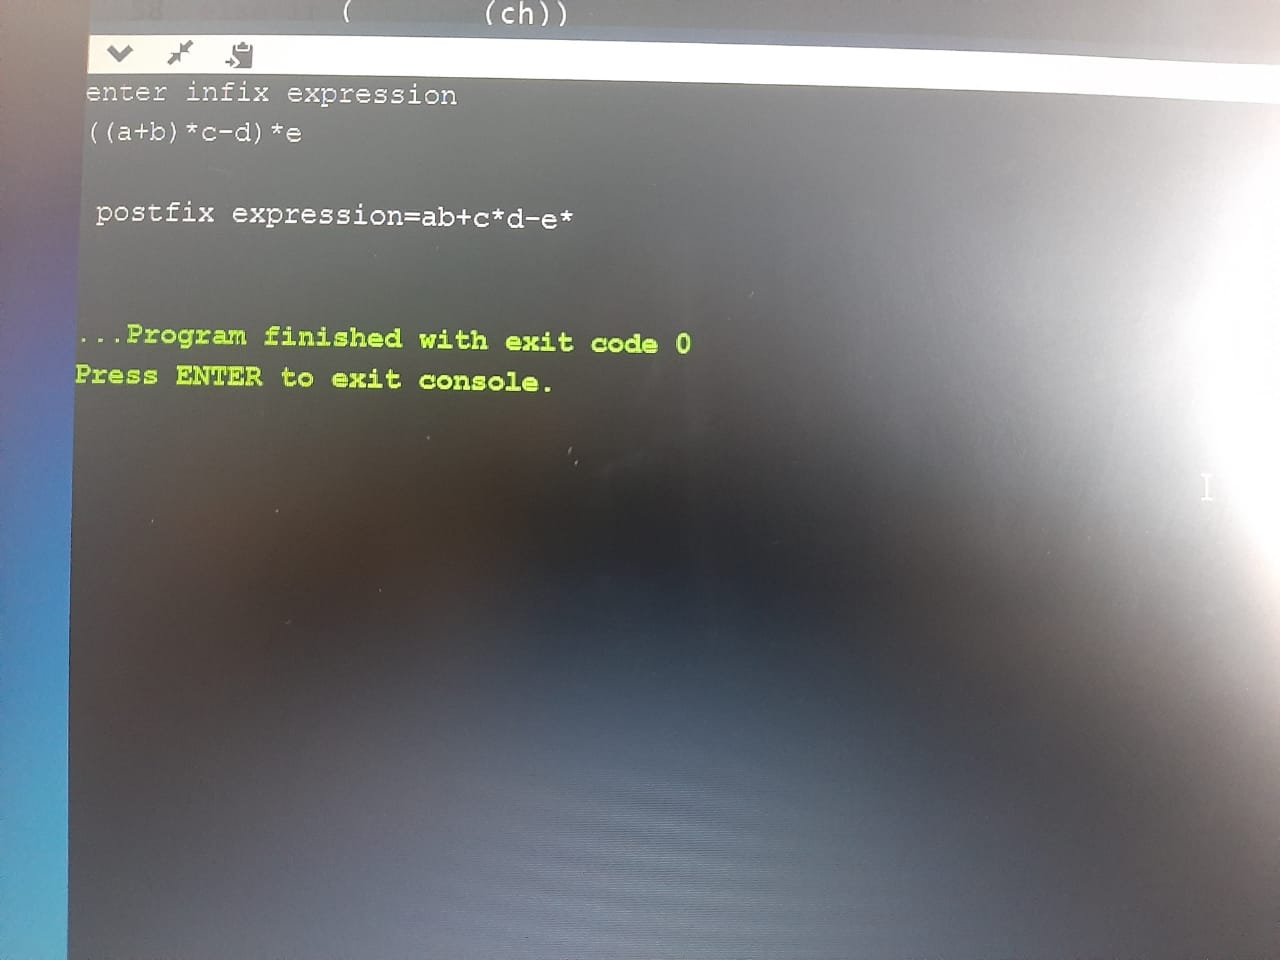 ( (ch))
enter infix expression
((a+b)*c-d)*e
postfix expression=ab+c*d-e*
...Program finished with exit code 0
Press ENTER to exit console.